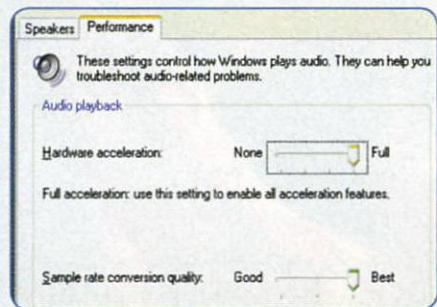 Speakers Performance
These settings control how Windows plays audio. They can help you
troubleshoot audio-related problems.
Audio playback
Hardware acceleration: None Full
Full acceleration: use this setting to enable all acceleration features.
Sample rate conversion quality: Good Best